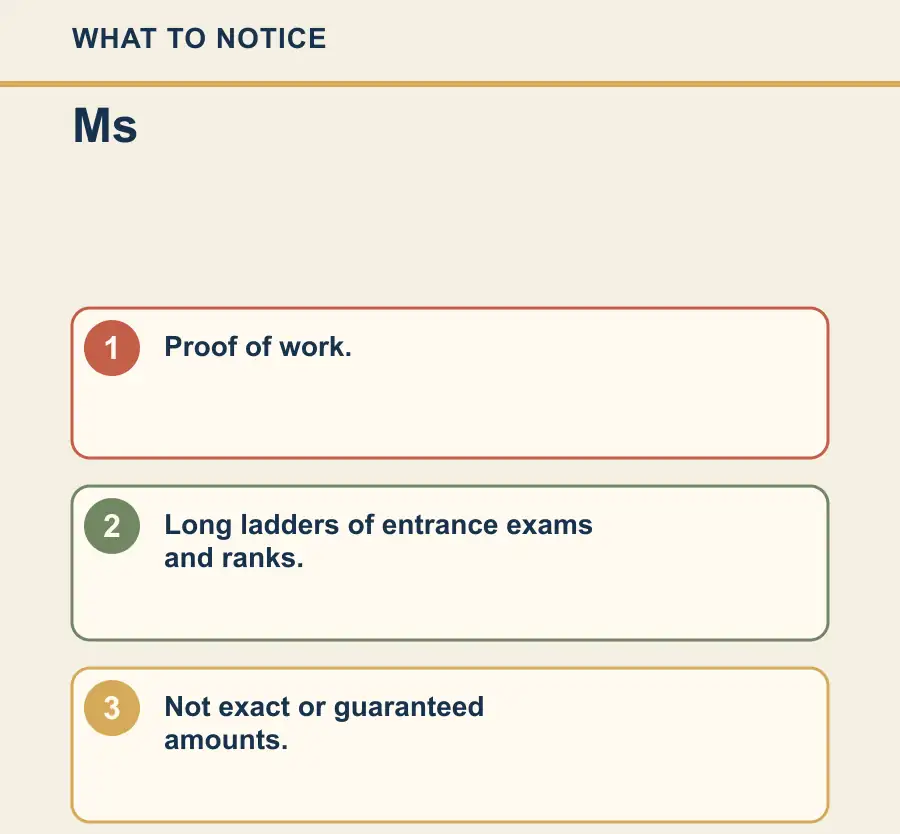 WHAT TO NOTICE
Ms
1
Proof of work.
2
Long ladders of entrance exams
and ranks.
3
Not exact or guaranteed
amounts.